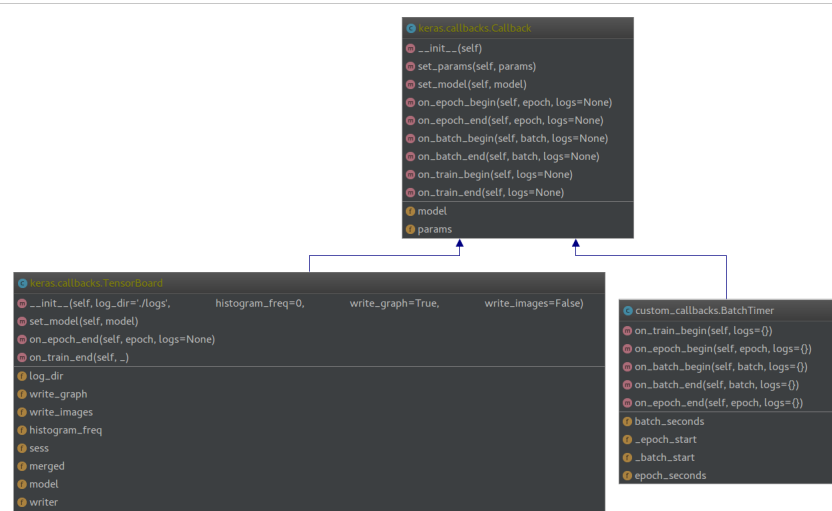 keras.callbacks.Callback
__init__(self)
set_params(self, params)
set_model(self, model)
on_epoch_begin(self, epoch, logs=None)
on_epoch_end(self, epoch, logs=None)
on_batch_begin(self, batch, logs=None)
on_batch_end(self, batch, logs=None)
on_train_begin(self, logs=None)
on_train_end(self, logs=None)
model
params
keras.callbacks.TensorBoard
__init__(self, log_dir='./logs', histogram_freq=0, write_graph=True, write_images=False)
set_model(self, model)
on_epoch_end(self, epoch, logs=None)
on_train_end(self, _)
log_dir
write_graph
write_images
histogram_freq
sess
merged
model
writer
custom_callbacks.BatchTimer
on_train_begin(self, logs={})
on_epoch_begin(self, epoch, logs={})
on_batch_begin(self, batch, logs={})
on_batch_end(self, batch, logs={})
on_epoch_end(self, epoch, logs={})
batch_seconds
_epoch_start
_batch_start
epoch_seconds